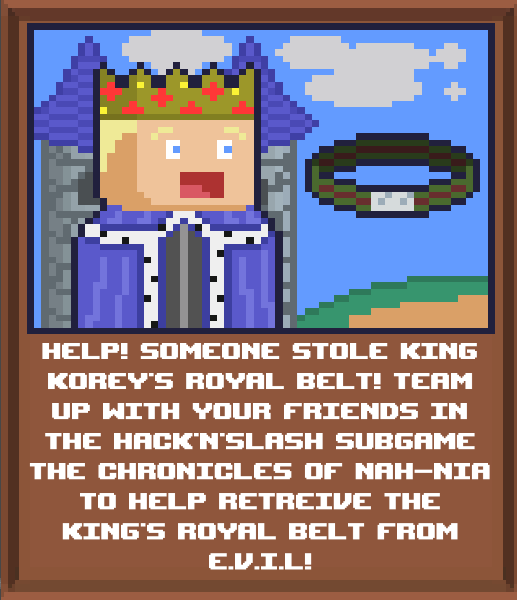 HELP! SOMEONE STOLE KING
KOREY'S ROYAL BELT! TEAM
UP WITH YOUR FRIENDS IN
THE HACK'N'SLASH SUBGAME
THE CHRONICLES OF NAH-NIA
TO HELP RETREIVE THE
KING'S ROYAL BELT FROM
E.V.I.L!